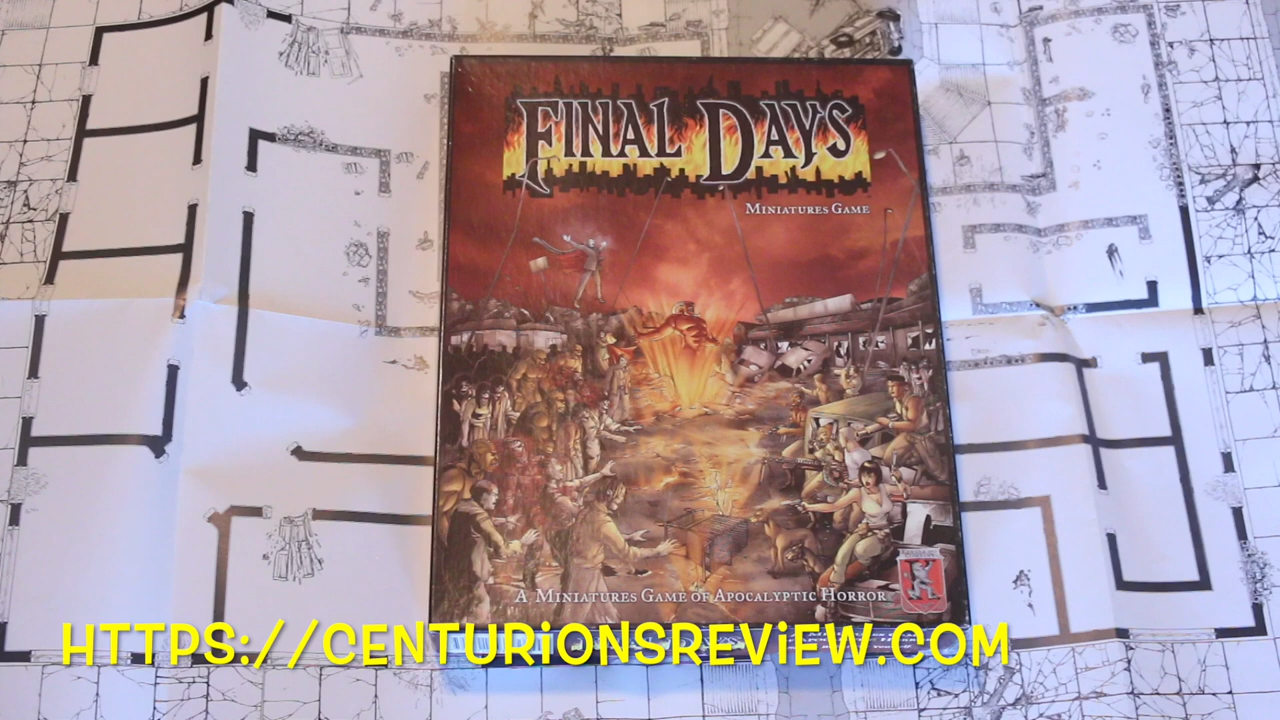 FINAL DAYS
MINIATURES GAME
A MINIATURES GAME OF APOCALYPTIC HORROR
HTTPS://CENTURIONSREVIEW.COM